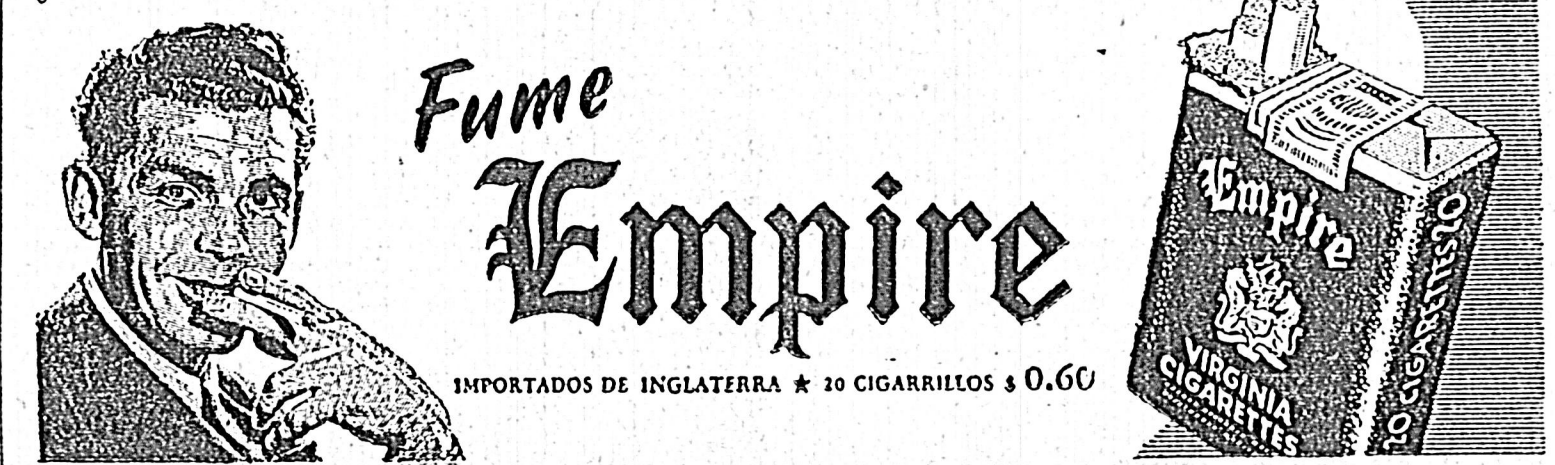 Fume
Empire
IMPORTADOS DE INGLATERRA ★ 20 CIGARRILLOS $ 0.60
Empire
VIRGINIA
CIGARETTES
20 CIGARETTES 20